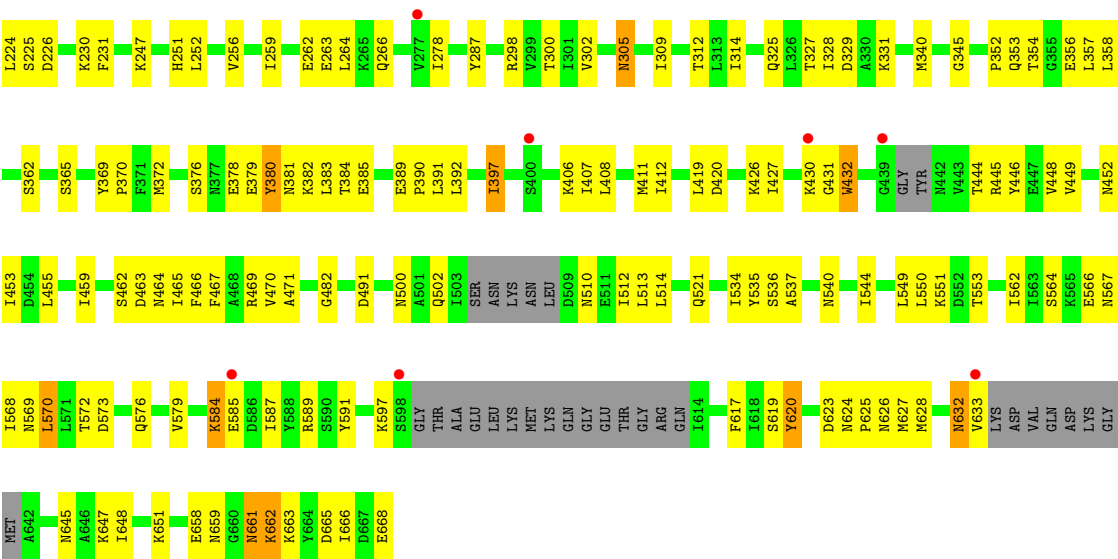 L224 S225 D226 K230 F231 K247 H251 L252 V256 I259 E262 E263 L264 K265 Q266 V277 I278 Y287 R298 V299 T300 I301 V302 N305 I309 T312 L313 I314 Q325 L326 T327 I328 D329 A330 K331 M340 G345 P352 Q353 T354 G355 E356 L357 L358
S362 S365 Y369 P370 F371 M372 S376 N377 E378 E379 Y380 N381 K382 L383 T384 E385 E389 P390 L391 L392 I397 S400 K406 I407 L408 M411 I412 L419 D420 K426 I427 K430 G431 W432 G439 GLY TYR N442 V443 T444 R445 Y446 E447 V448 V449 N452
I453 D454 L455 I459 S462 D463 N464 I465 F466 F467 A468 R469 V470 A471 G482 D491 N500 A501 Q502 I503 SER ASN LYS ASN LEU D509 N510 E511 I512 L513 L514 Q521 I534 Y535 S536 A537 N540 I544 L549 L550 K551 D552 T553 I562 I563 S564 K565 E566 N567
I568 N569 L570 L571 T572 D573 Q576 V579 K584 E585 D586 I587 Y588 R589 S590 Y591 K597 S598 GLY THR ALA GLU LEU LYS MET LYS GLN GLY GLU THR GLY ARG GLN I614 F617 I618 S619 Y620 D623 N624 P625 N626 M627 M628 N632 V633 LYS ASP VAL GLN ASP LYS GLY
MET A642 N645 A646 K647 I648 K651 E658 N659 G660 N661 K662 K663 Y664 D665 I666 D667 E668